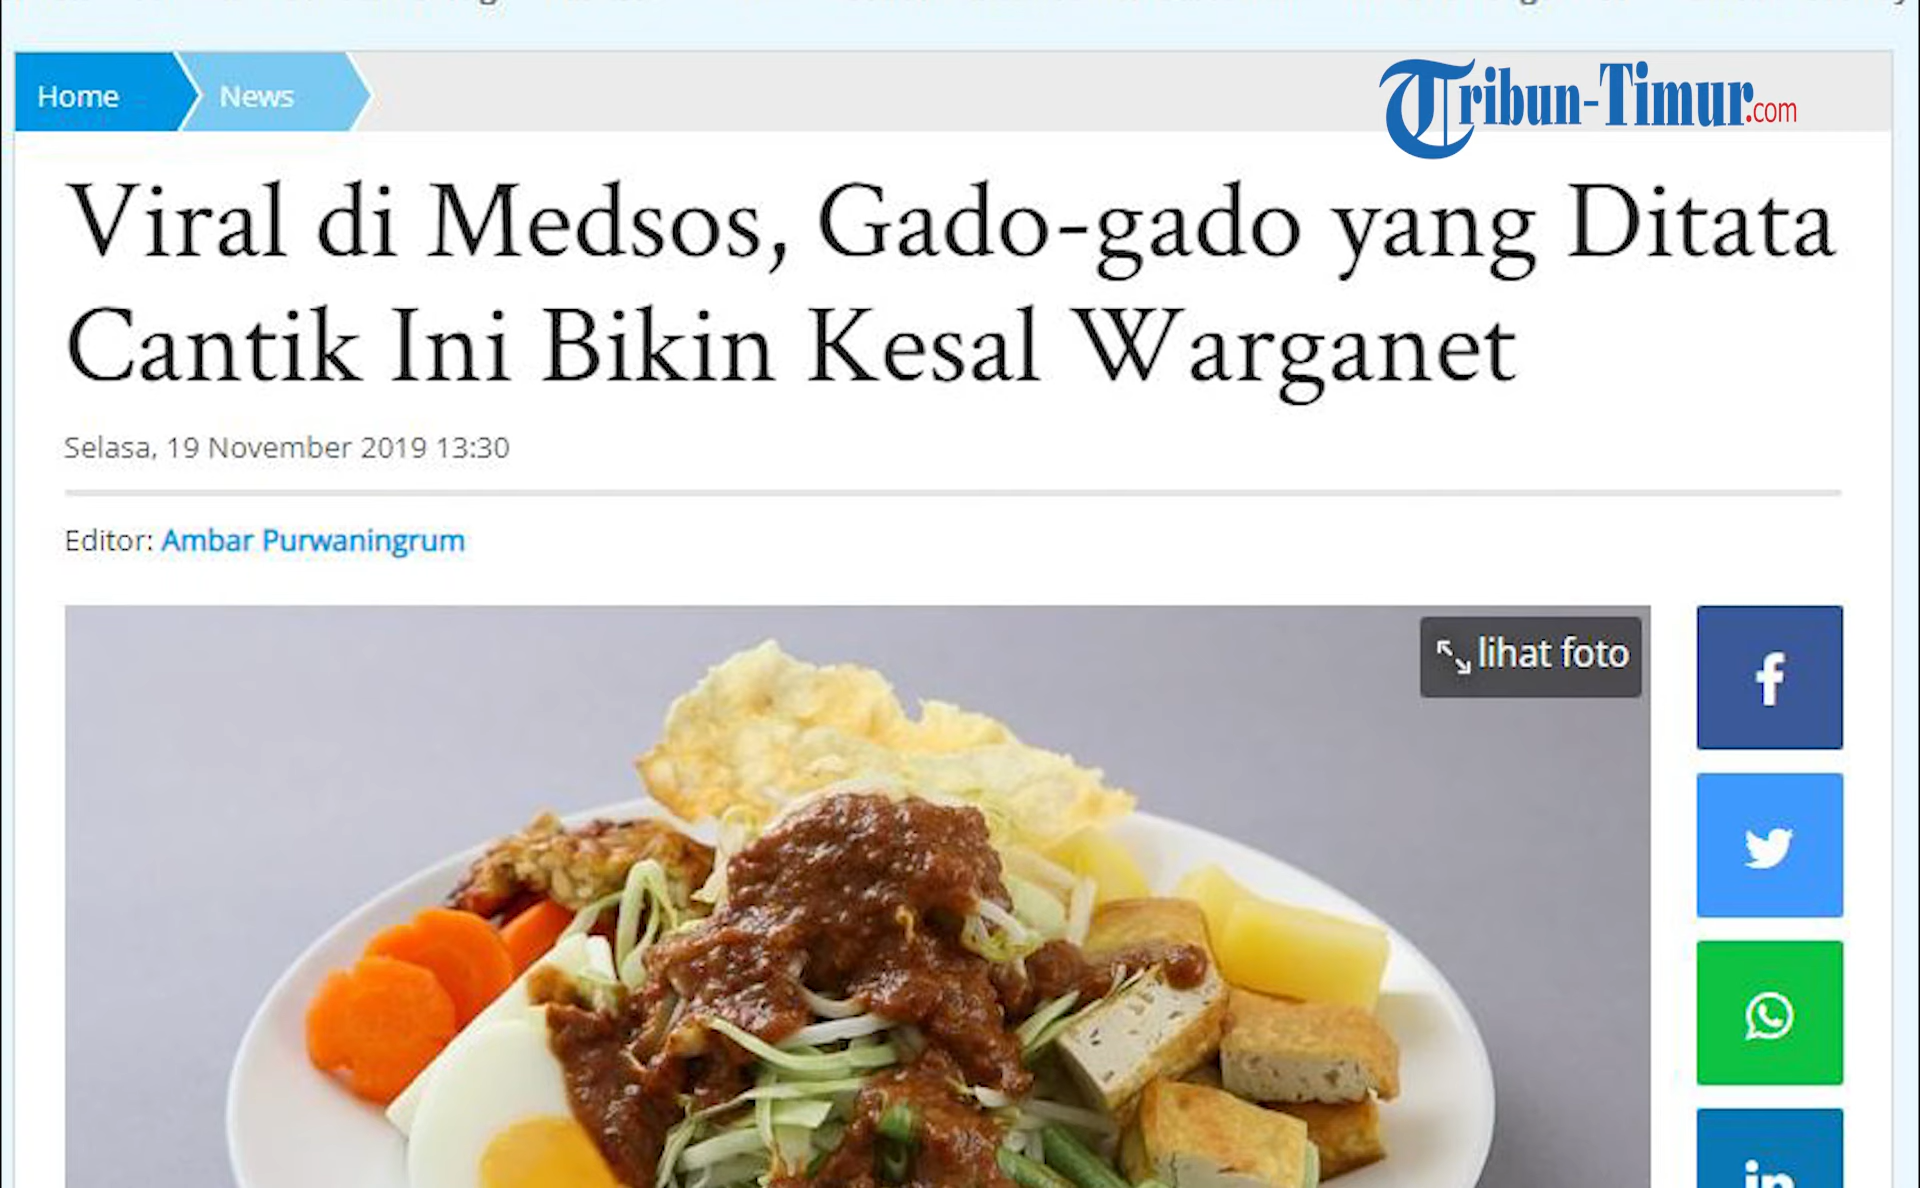 Home News Tribun-Timur.com
Viral di Medsos, Gado-gado yang Ditata
Cantik Ini Bikin Kesal Warganet
Selasa, 19 November 2019 13:30
Editor: Ambar Purwaningrum
lihat foto
f
in